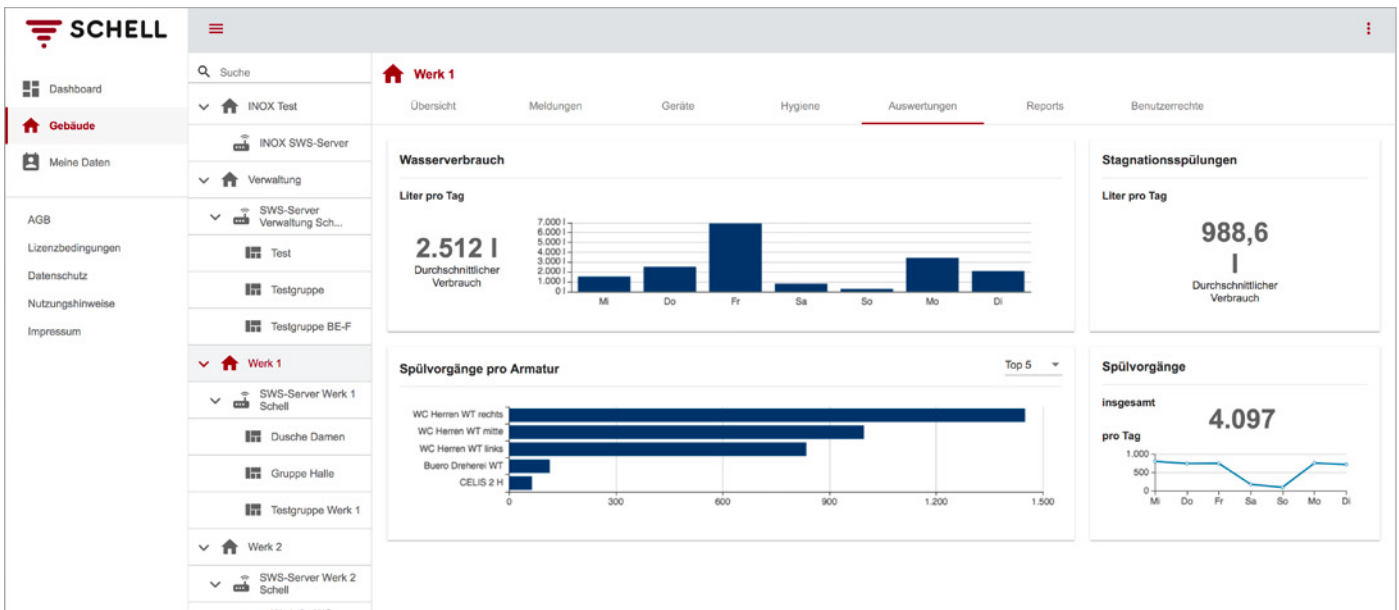 SCHELL
Dashboard
Gebäude
Meine Daten
AGB
Lizenzbedingungen
Datenschutz
Nutzungshinweise
Impressum
Suche
INOX Test
INOX SWS-Server
Verwaltung
SWS-Server
Verwaltung Sch...
Test
Testgruppe
Testgruppe BE-F
Werk 1
SWS-Server Werk 1
Schell
Dusche Damen
Gruppe Halle
Testgruppe Werk 1
Werk 2
SWS-Server Werk 2
Schell
Werk 1
Übersicht Meldungen Geräte Hygiene Auswertungen Reports Benutzerrechte
Wasserverbrauch
Liter pro Tag
2.512 l
Durchschnittlicher
Verbrauch
7.000 l
6.000 l
5.000 l
4.000 l
3.000 l
2.000 l
1.000 l
0 l
Mi Do Fr Sa So Mo Di
Stagnationsspülungen
Liter pro Tag
988,6
l
Durchschnittlicher
Verbrauch
Spülvorgänge pro Armatur
Top 5
WC Herren WT rechts
WC Herren WT mitte
WC Herren WT links
Buero Dreherei WT
CELIS 2 H
0 300 600 900 1.200 1.500
Spülvorgänge
insgesamt
4.097
pro Tag
1.000
500
0
Mi Do Fr Sa So Mo Di